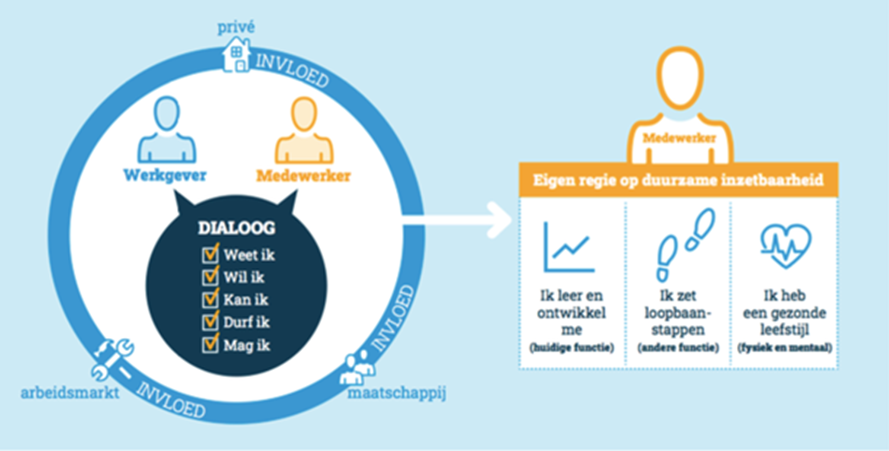 privé
INVLOED
Werkgever
Medewerker
DIALOOG
Weet ik
Wil ik
Kan ik
Durf ik
Mag ik
INVLOED
arbeidsmarkt
INVLOED
maatschappij
Medewerker
Eigen regie op duurzame inzetbaarheid
Ik leer en
ontwikkel
me
(huidige functie)
Ik zet
loopbaan-
stappen
(andere functie)
Ik heb
een gezonde
leefstijl
(fysiek en mentaal)